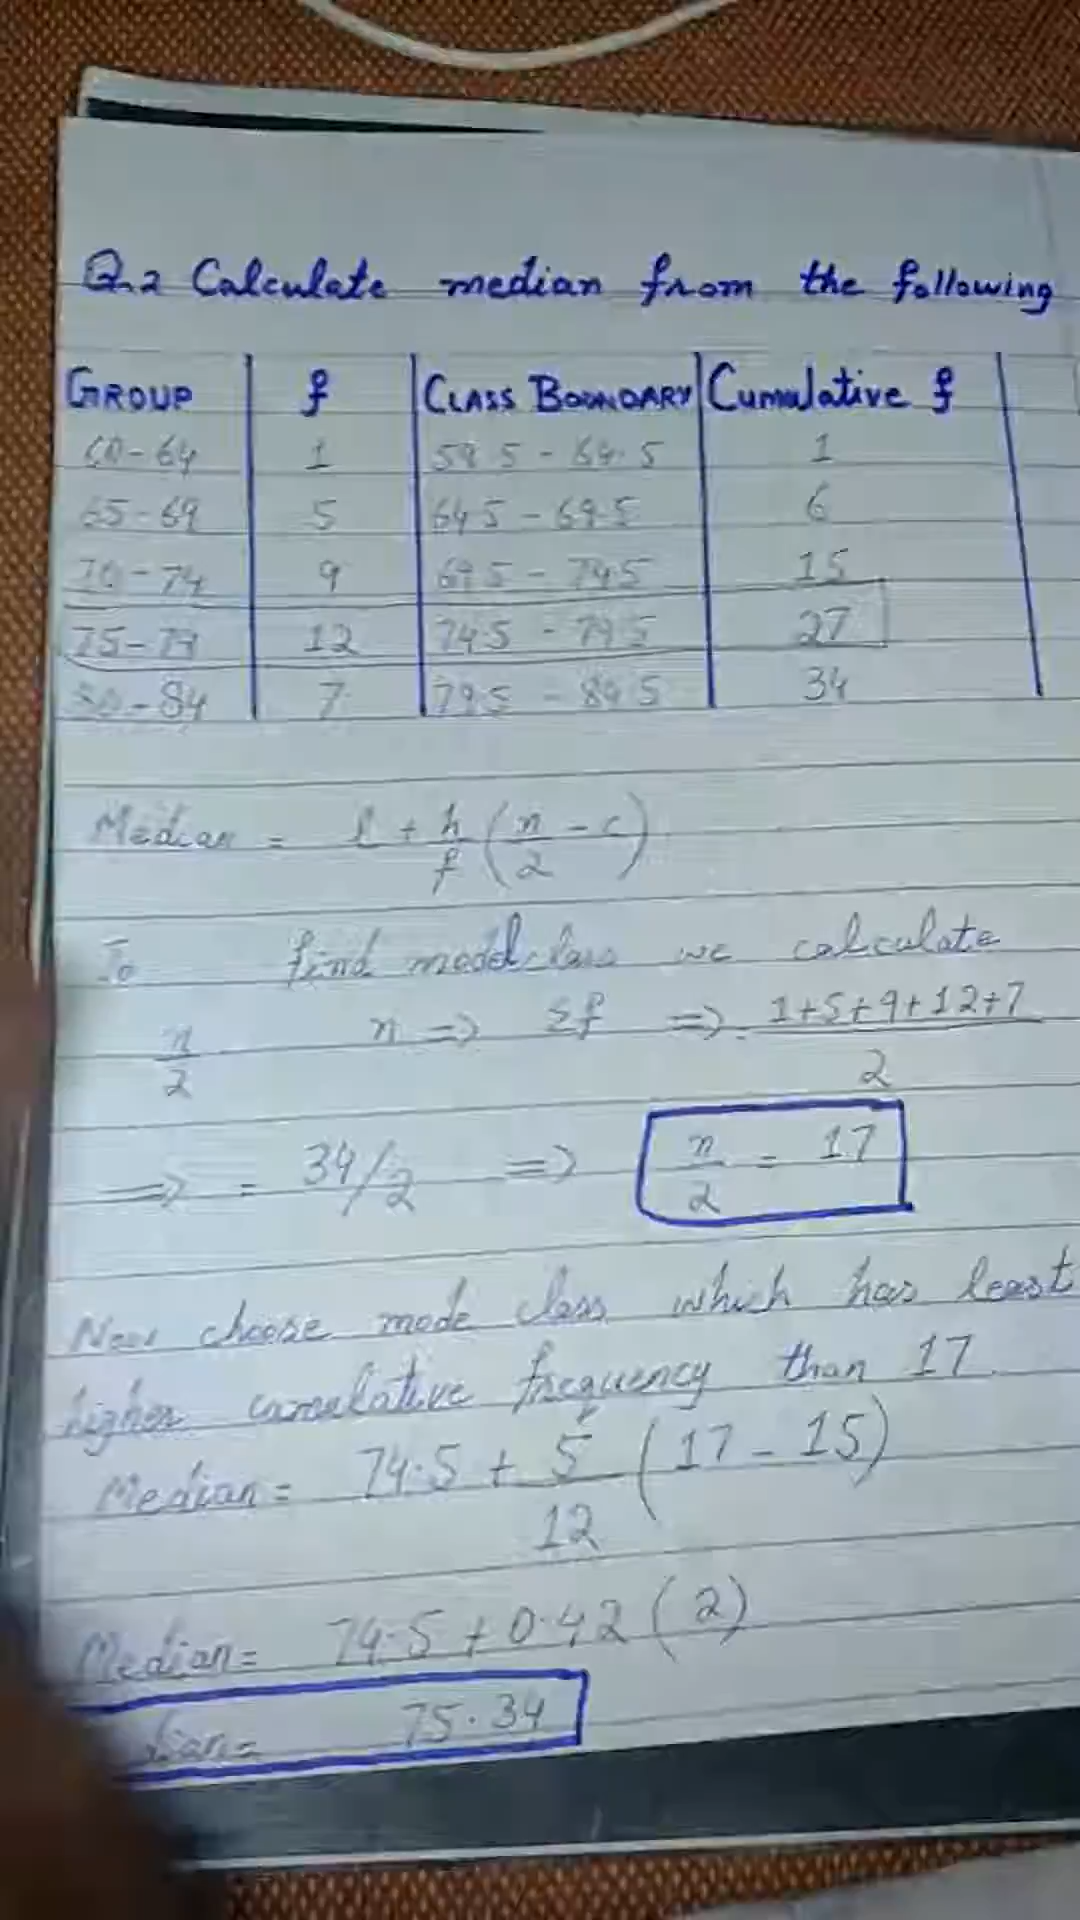 Q.2 Calculate median from the following
GROUP f CLASS BOUNDARY Cumulative f
60-64 1 59.5 - 64.5 1
65-69 5 64.5 - 69.5 6
70-74 9 69.5 - 74.5 15
75-79 12 74.5 - 79.5 27
80-84 7 79.5 - 84.5 34
Median = l + h/f (n/2 - c)
To find model class we calculate
n/2 n => Σf => 1+5+9+12+7 / 2
=> = 34/2 => n/2 = 17
Now choose mode class which has least
higher cumulative frequency than 17
Median = 74.5 + 5/12 (17 - 15)
Median = 74.5 + 0.42 (2)
75.34